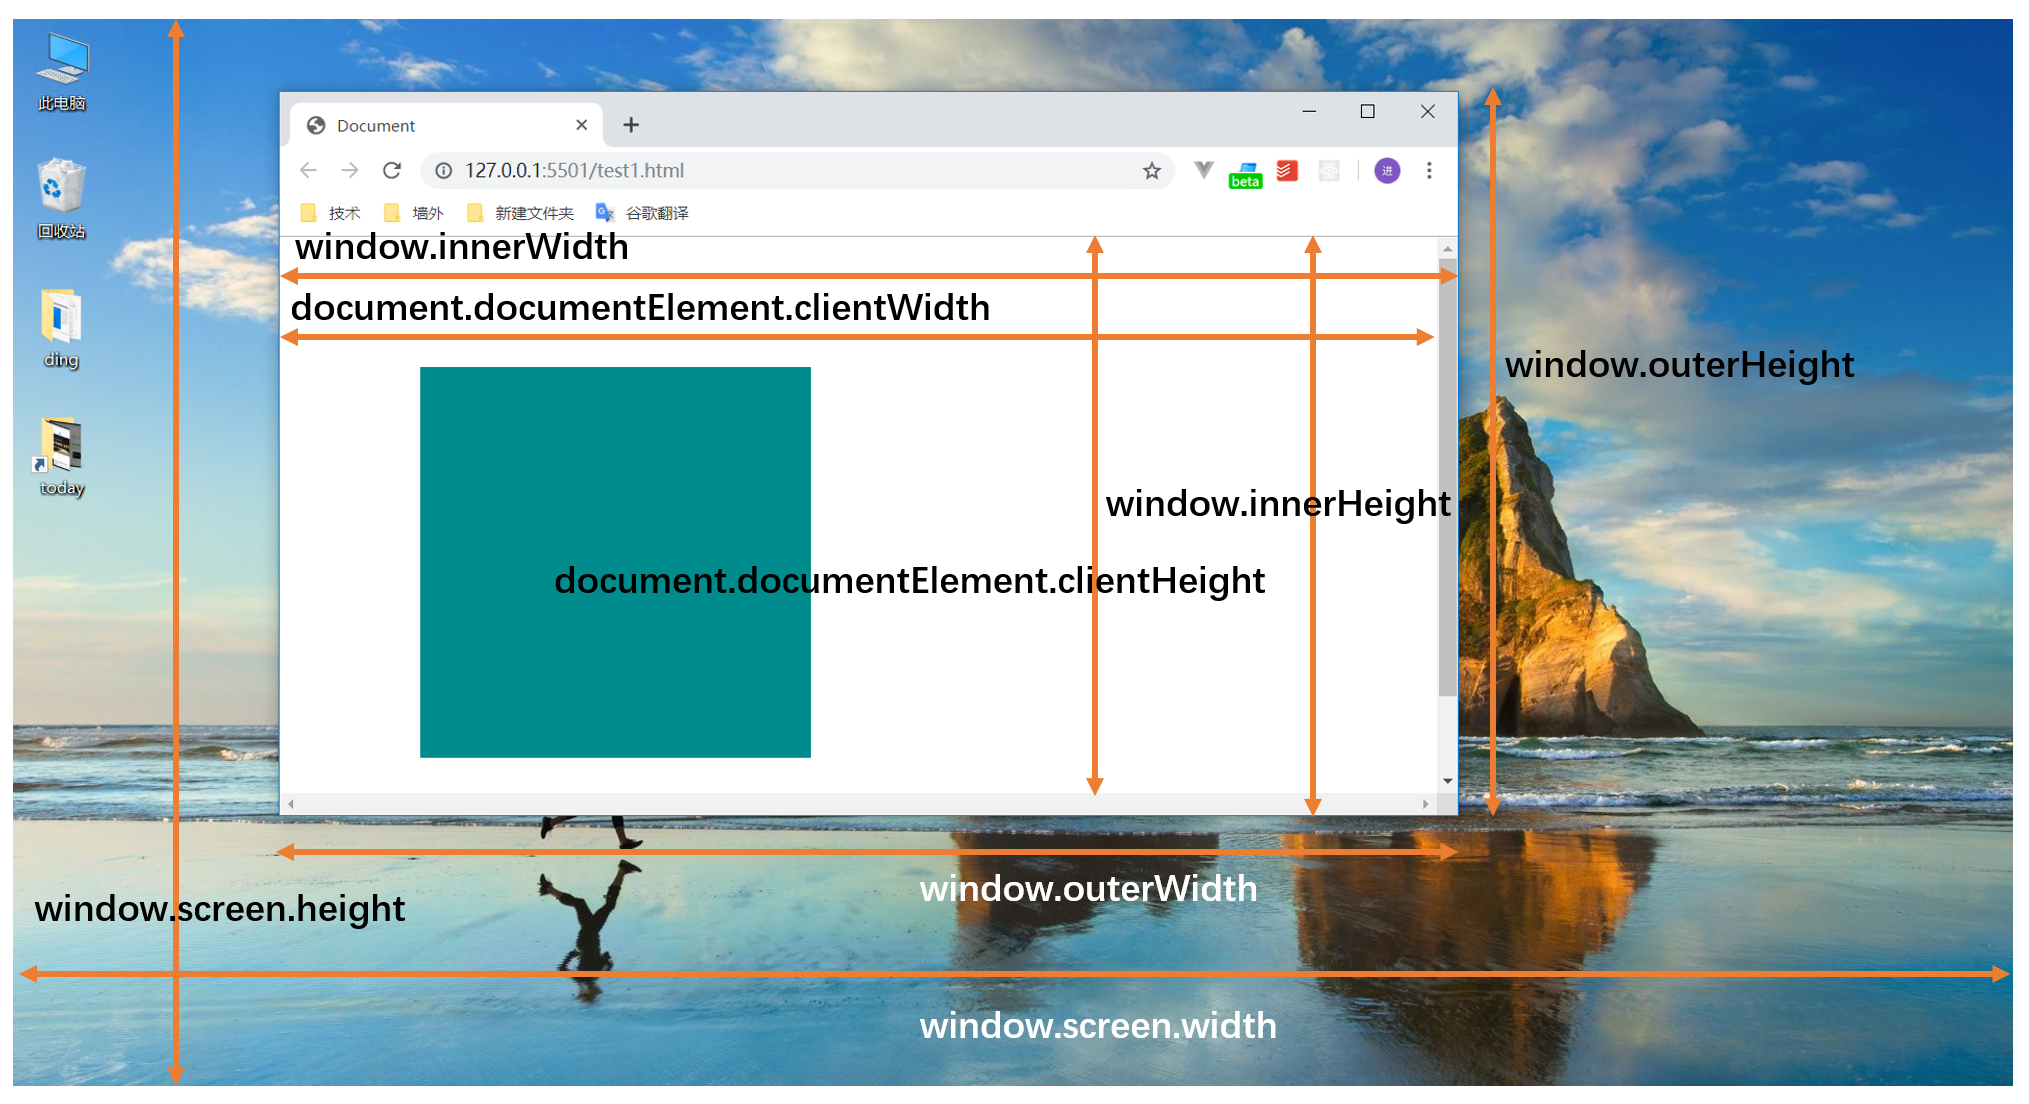 此电脑
回收站
ding
today
Document
127.0.0.1:5501/test1.html
beta
进
技术
墙外
新建文件夹
谷歌翻译
window.innerWidth
document.documentElement.clientWidth
window.outerHeight
window.innerHeight
document.documentElement.clientHeight
window.outerWidth
window.screen.height
window.screen.width